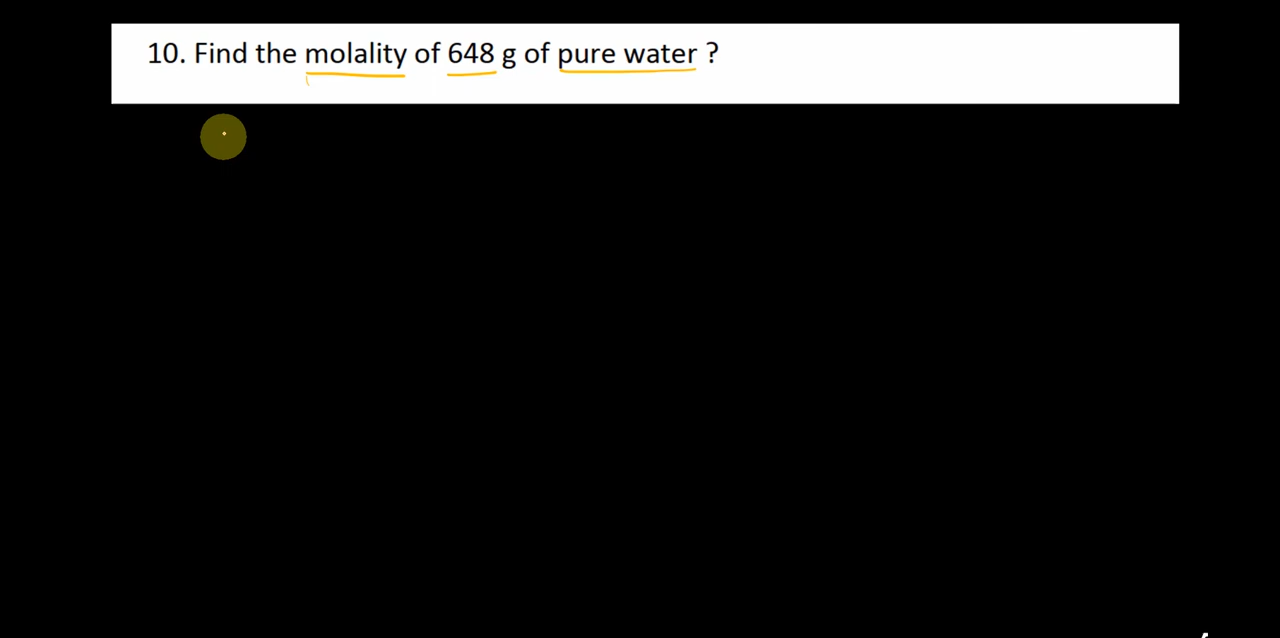 10. Find the molality of 648 g of pure water ?